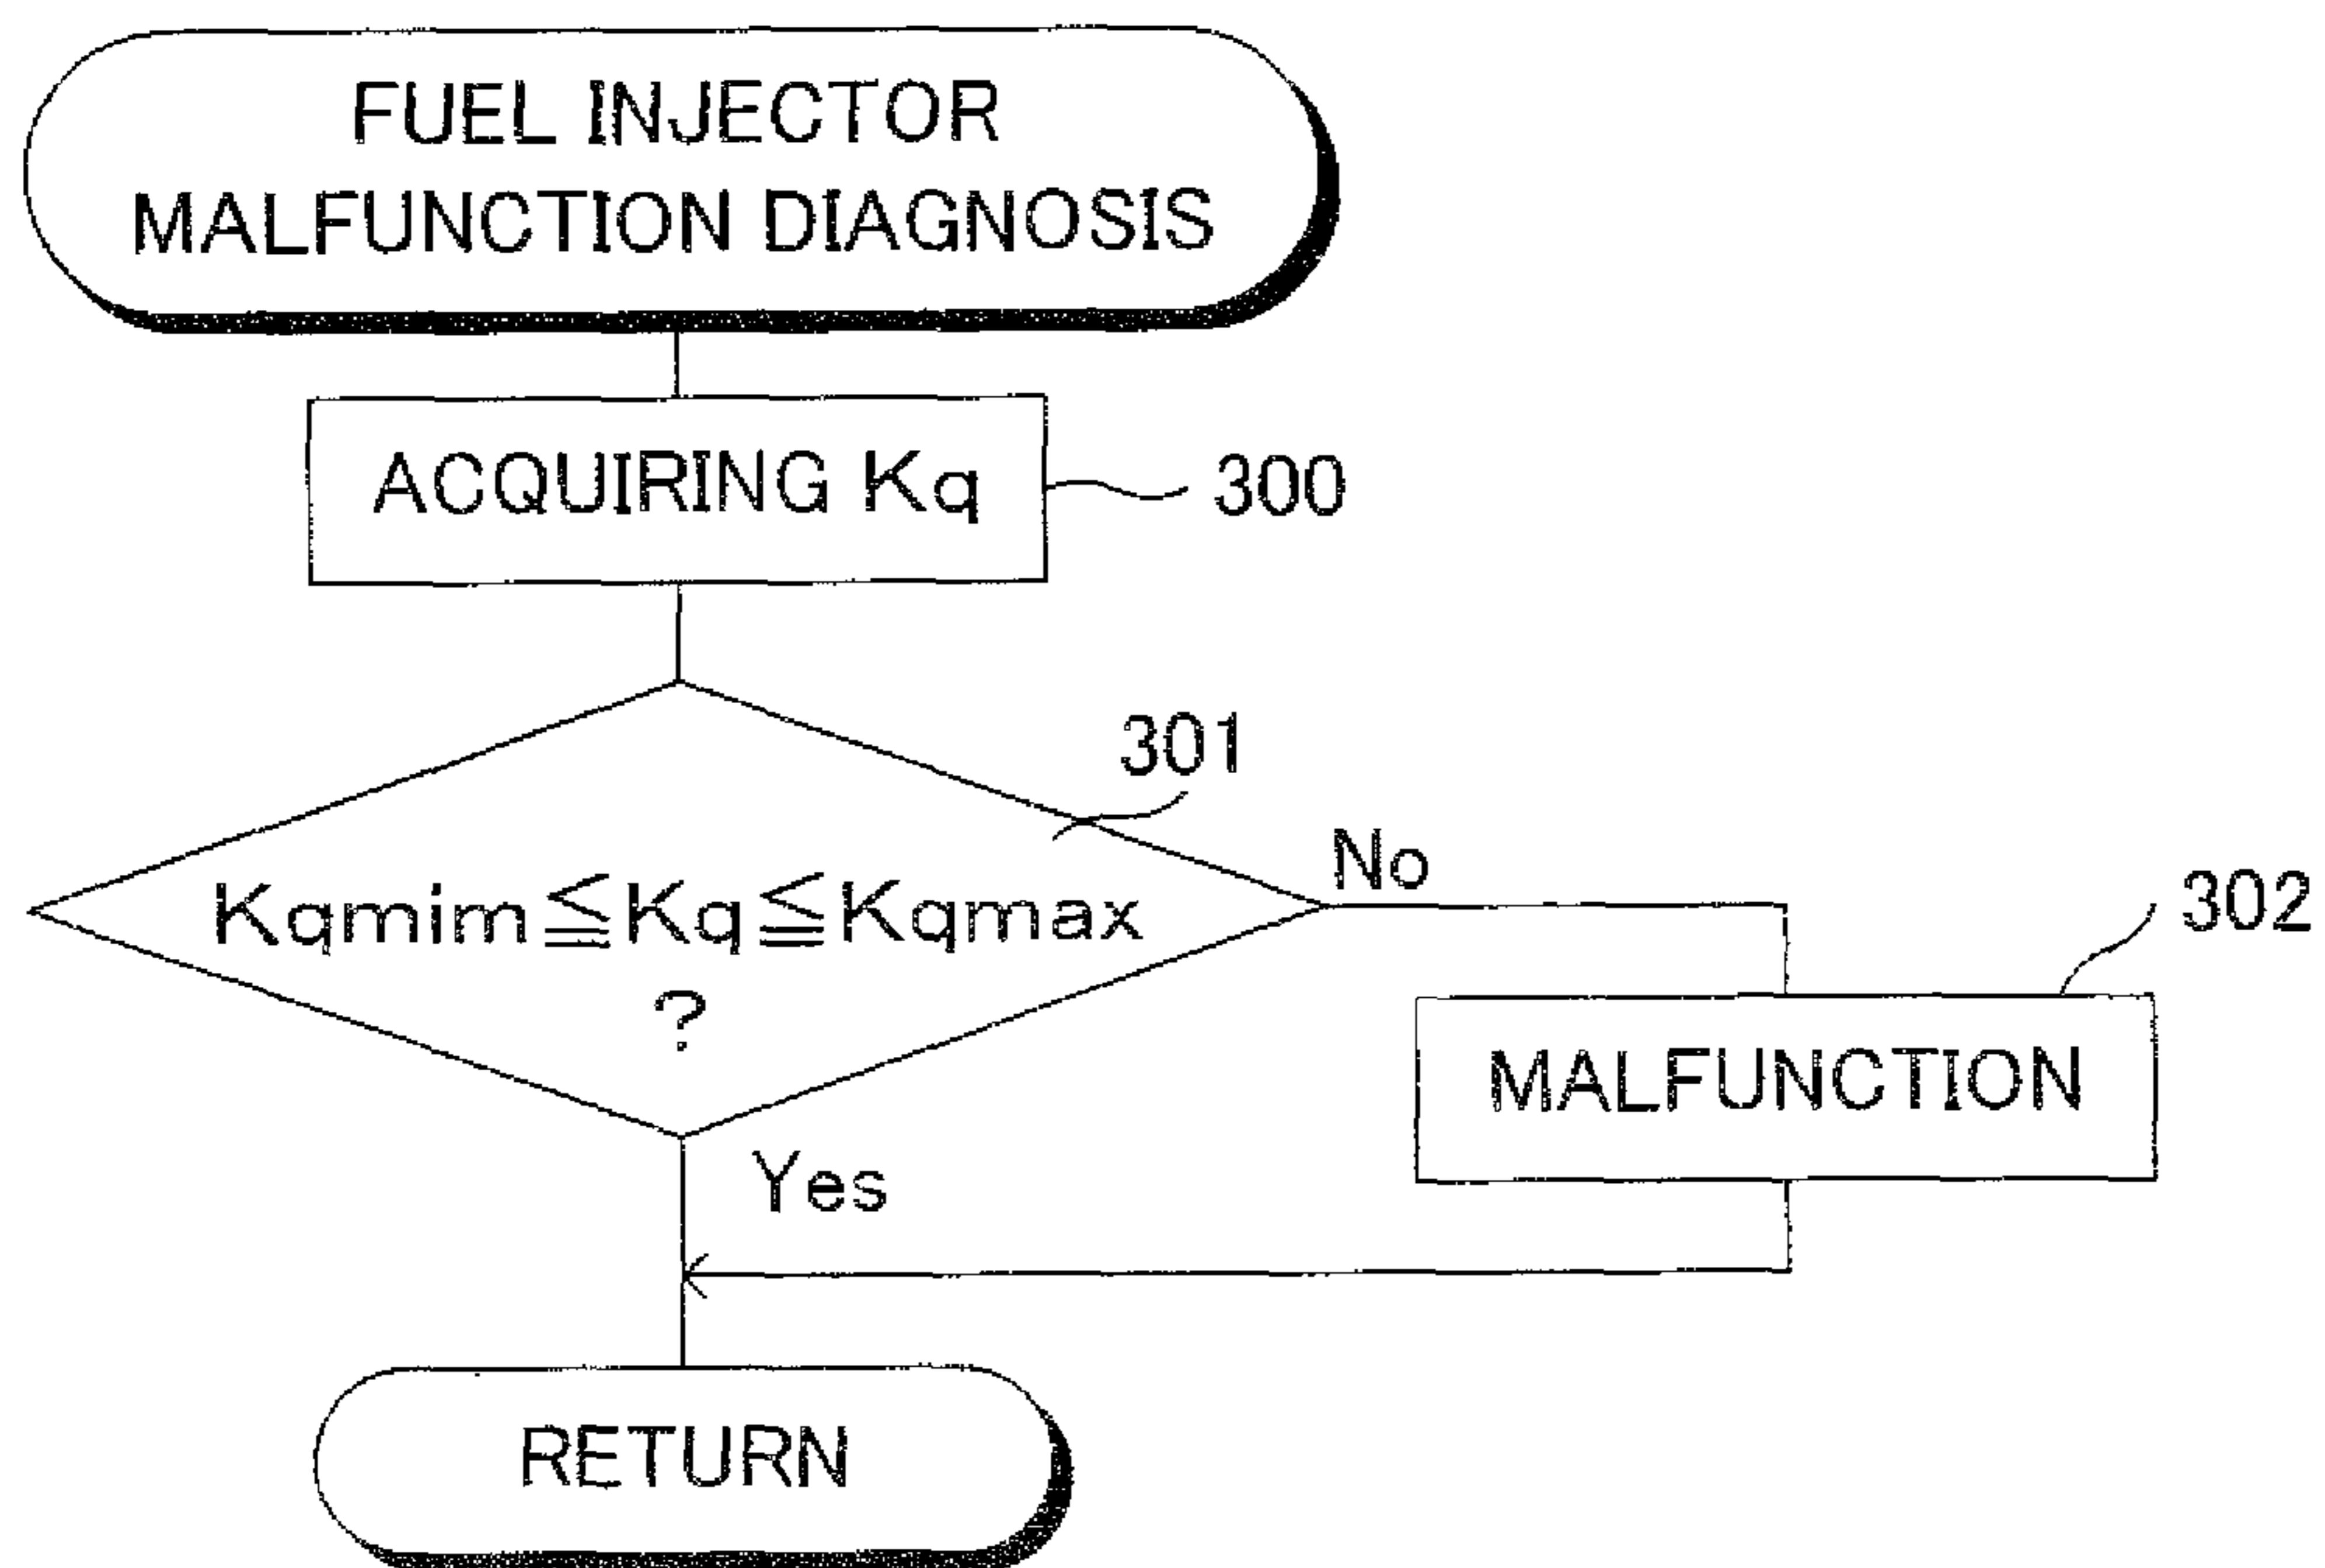 FUEL INJECTOR
MALFUNCTION DIAGNOSIS
ACQUIRING Kq
300
301
Kqmim≦Kq≦Kqmax
?
No
302
MALFUNCTION
Yes
RETURN